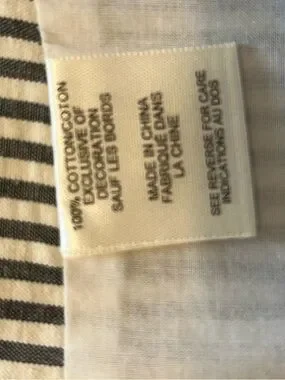 100% COTTON/COTON
EXCLUSIVE OF
DECORATION
SAUF LES BORDS
MADE IN CHINA
FABRIQUÉ DANS
LA CHINE
SEE REVERSE FOR CARE
INDICATIONS AU DOS